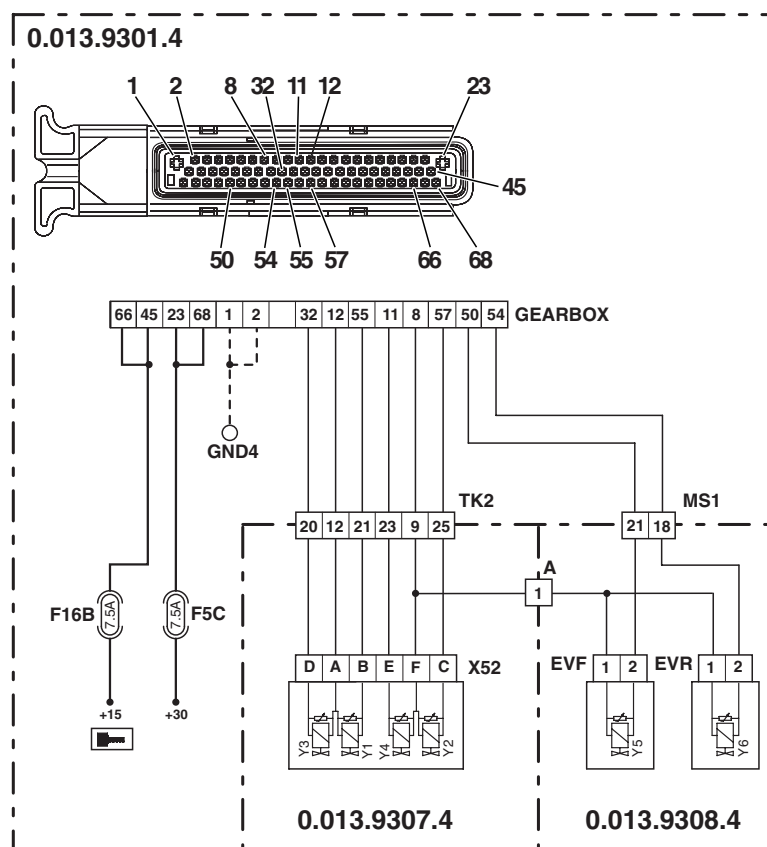 0.013.9301.4
1 2 8 32 11 12 23
45
50 54 55 57 66 68
66 45 23 68 1 2 32 12 55 11 8 57 50 54 GEARBOX
GND4
TK2 MS1
20 12 21 23 9 25 21 18
A
1
F16B 7.5A 7.5A F5C
D A B E F C X52 EVF 1 2 EVR 1 2
+15 +30
Y3 Y1 Y4 Y2 Y5 Y6
0.013.9307.4 0.013.9308.4